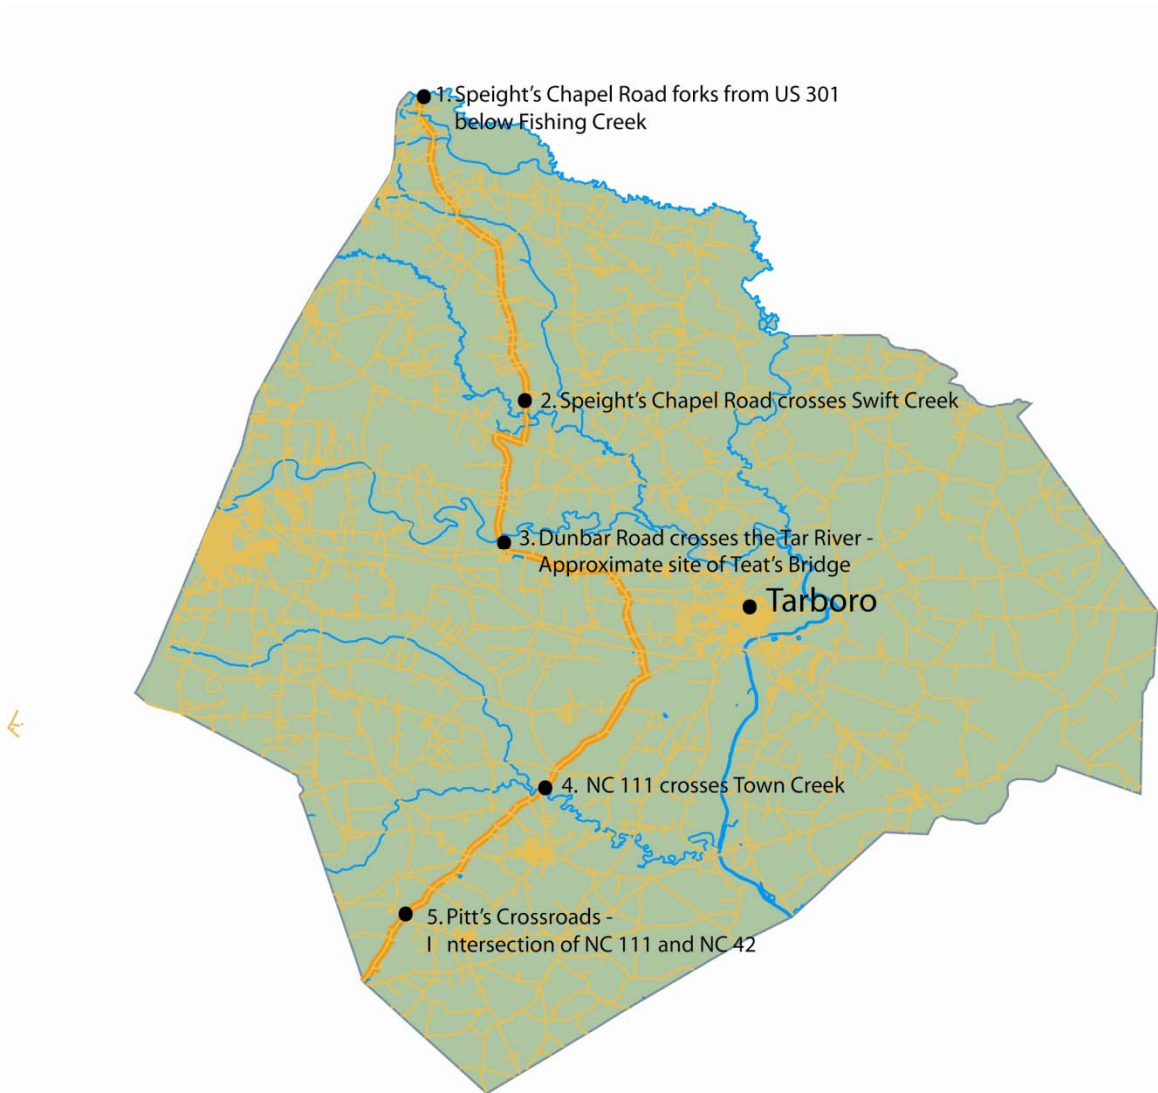 1. Speight's Chapel Road forks from US 301
below Fishing Creek
2. Speight's Chapel Road crosses Swift Creek
3. Dunbar Road crosses the Tar River -
Approximate site of Teat's Bridge
Tarboro
4. NC 111 crosses Town Creek
5. Pitt's Crossroads -
I ntersection of NC 111 and NC 42